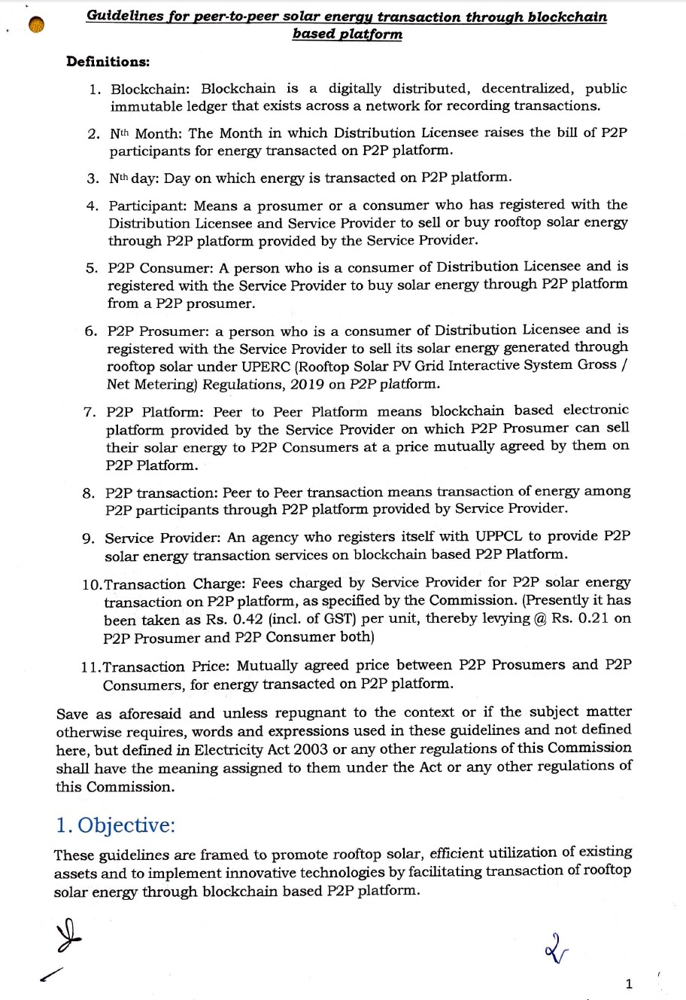 Guidelines for peer-to-peer solar energy transaction through blockchain
based platform
Definitions:
1. Blockchain: Blockchain is a digitally distributed, decentralized, public
immutable ledger that exists across a network for recording transactions.
2. Nth Month: The Month in which Distribution Licensee raises the bill of P2P
participants for energy transacted on P2P platform.
3. Nth day: Day on which energy is transacted on P2P platform.
4. Participant: Means a prosumer or a consumer who has registered with the
Distribution Licensee and Service Provider to sell or buy rooftop solar energy
through P2P platform provided by the Service Provider.
5. P2P Consumer: A person who is a consumer of Distribution Licensee and is
registered with the Service Provider to buy solar energy through P2P platform
from a P2P prosumer.
6. P2P Prosumer: a person who is a consumer of Distribution Licensee and is
registered with the Service Provider to sell its solar energy generated through
rooftop solar under UPERC (Rooftop Solar PV Grid Interactive System Gross /
Net Metering) Regulations, 2019 on P2P platform.
7. P2P Platform: Peer to Peer Platform means blockchain based electronic
platform provided by the Service Provider on which P2P Prosumer can sell
their solar energy to P2P Consumers at a price mutually agreed by them on
P2P Platform.
8. P2P transaction: Peer to Peer transaction means transaction of energy among
P2P participants through P2P platform provided by Service Provider.
9. Service Provider: An agency who registers itself with UPPCL to provide P2P
solar energy transaction services on blockchain based P2P Platform.
10.Transaction Charge: Fees charged by Service Provider for P2P solar energy
transaction on P2P platform, as specified by the Commission. (Presently it has
been taken as Rs. 0.42 (incl. of GST) per unit, thereby levying @ Rs. 0.21 on
P2P Prosumer and P2P Consumer both)
11.Transaction Price: Mutually agreed price between P2P Prosumers and P2P
Consumers, for energy transacted on P2P platform.
Save as aforesaid and unless repugnant to the context or if the subject matter
otherwise requires, words and expressions used in these guidelines and not defined
here, but defined in Electricity Act 2003 or any other regulations of this Commission
shall have the meaning assigned to them under the Act or any other regulations of
this Commission.
1. Objective:
These guidelines are framed to promote rooftop solar, efficient utilization of existing
assets and to implement innovative technologies by facilitating transaction of rooftop
solar energy through blockchain based P2P platform.
1